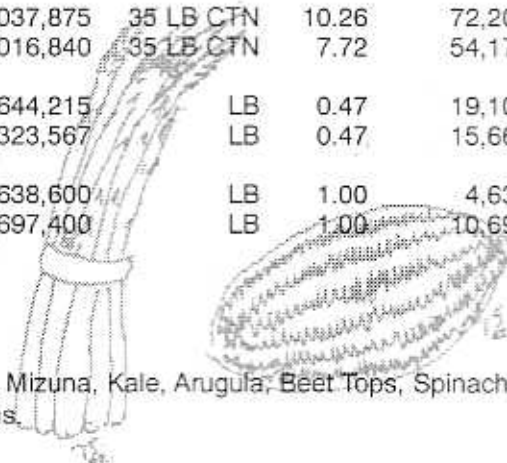 037,875 35 LB CTN 10.26 72,20
016,840 35 LB CTN 7.72 54,17
644,215 LB 0.47 19,10
323,567 LB 0.47 15,66
638,600 LB 1.00 4,63
697,400 LB 1.00 10,69
Mizuna, Kale, Arugula, Beet Tops, Spinach
s.